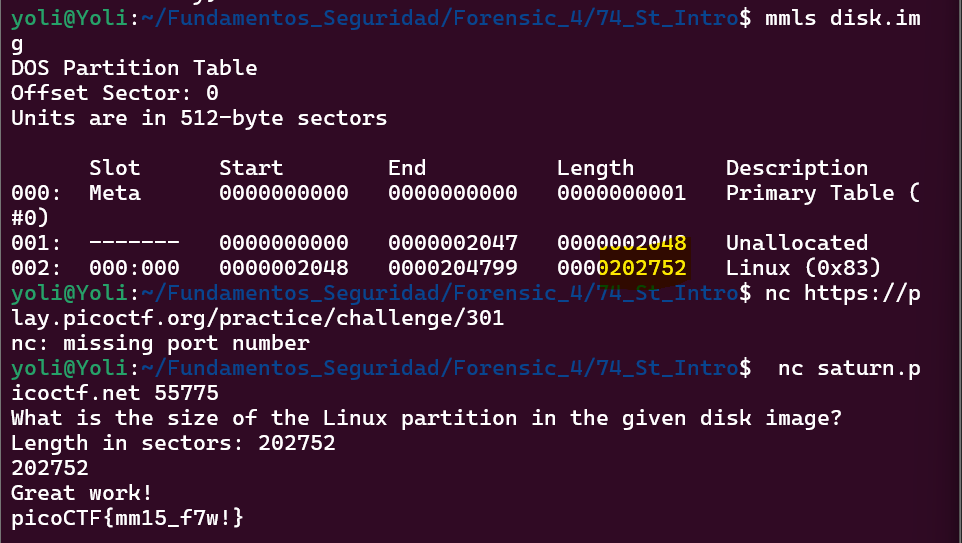 yoli@Yoli:~/Fundamentos_Seguridad/Forensic_4/74_St_Intro$ mmls disk.im
g
DOS Partition Table
Offset Sector: 0
Units are in 512-byte sectors
Slot Start End Length Description
000: Meta 0000000000 0000000000 0000000001 Primary Table (
#0)
001: ------- 0000000000 0000002047 0000002048 Unallocated
002: 000:000 0000002048 0000204799 0000202752 Linux (0x83)
yoli@Yoli:~/Fundamentos_Seguridad/Forensic_4/74_St_Intro$ nc https://p
lay.picoctf.org/practice/challenge/301
nc: missing port number
yoli@Yoli:~/Fundamentos_Seguridad/Forensic_4/74_St_Intro$  nc saturn.p
icoctf.net 55775
What is the size of the Linux partition in the given disk image?
Length in sectors: 202752
202752
Great work!
picoCTF{mm15_f7w!}